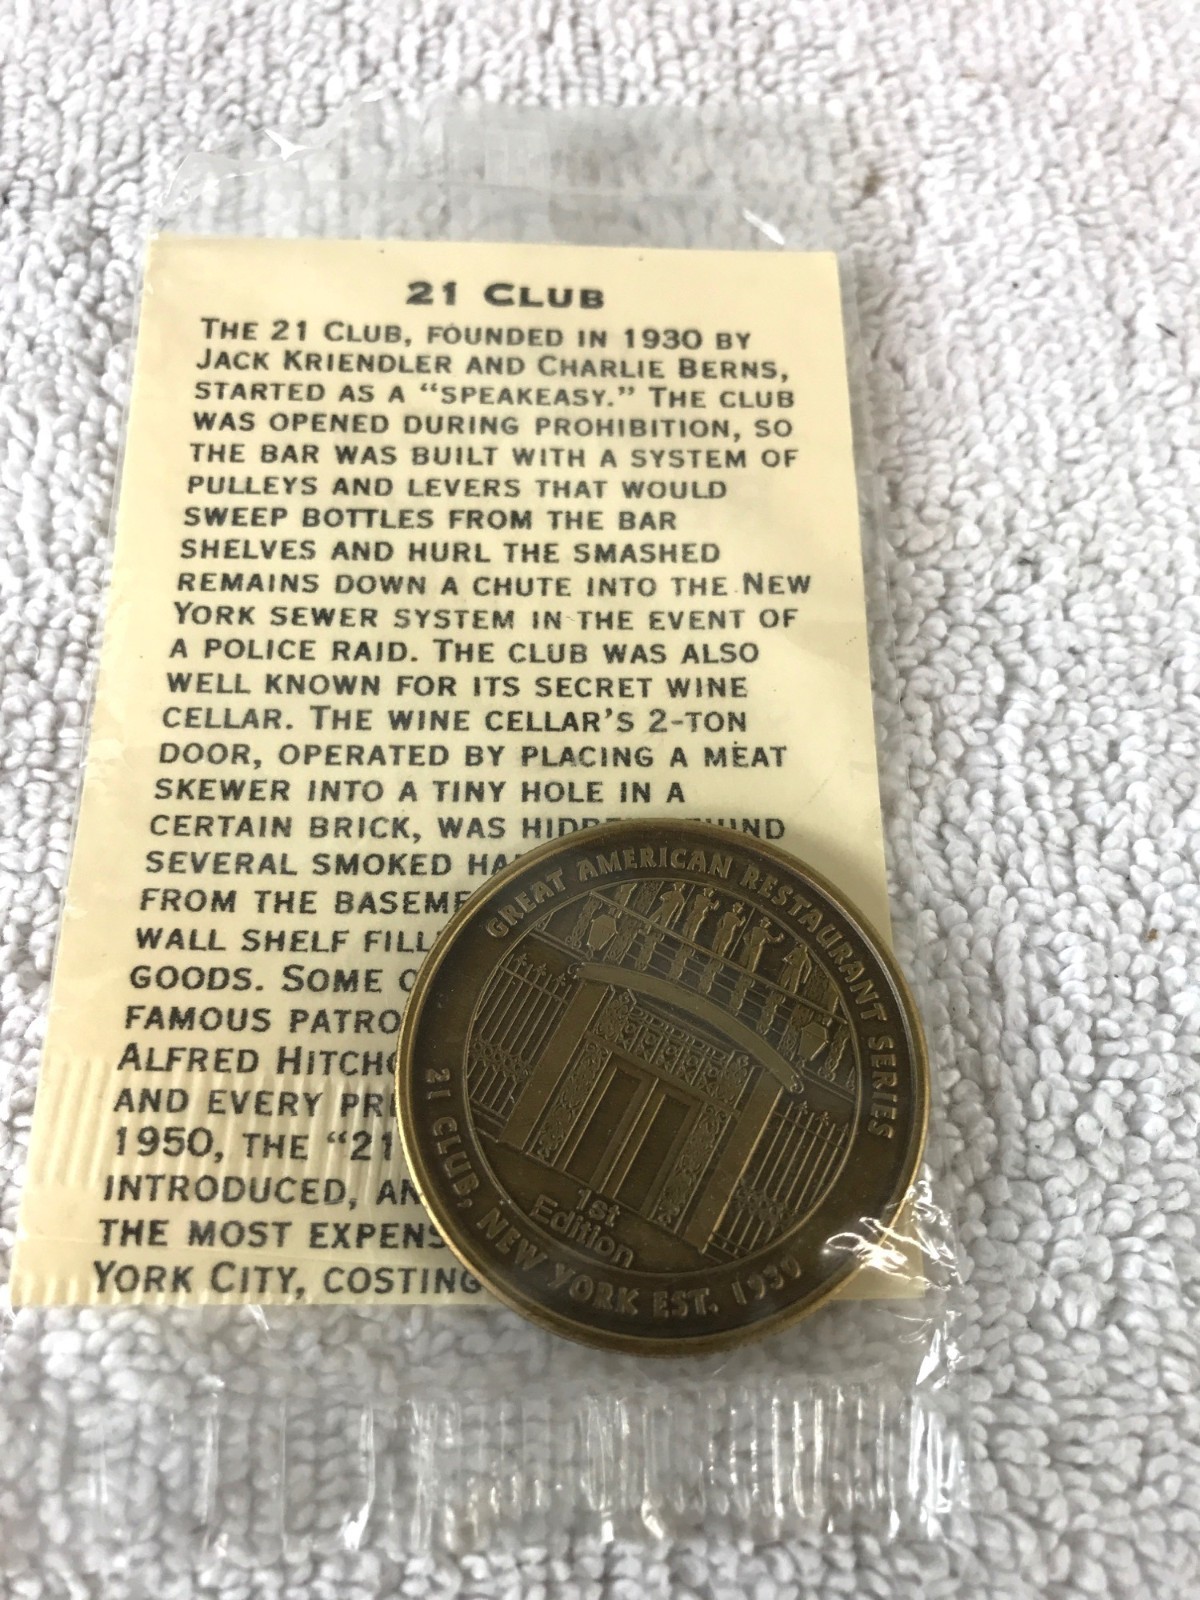 21 CLUB
THE 21 CLUB, FOUNDED IN 1930 BY
JACK KRIENDLER AND CHARLIE BERNS,
STARTED AS A "SPEAKEASY." THE CLUB
WAS OPENED DURING PROHIBITION, SO
THE BAR WAS BUILT WITH A SYSTEM OF
PULLEYS AND LEVERS THAT WOULD
SWEEP BOTTLES FROM THE BAR
SHELVES AND HURL THE SMASHED
REMAINS DOWN A CHUTE INTO THE NEW
YORK SEWER SYSTEM IN THE EVENT OF
A POLICE RAID. THE CLUB WAS ALSO
WELL KNOWN FOR ITS SECRET WINE
CELLAR. THE WINE CELLAR'S 2-TON
DOOR, OPERATED BY PLACING A MEAT
SKEWER INTO A TINY HOLE IN A
CERTAIN BRICK, WAS
SEVERAL SMOKED
FROM THE
WALL SHELF
GOODS. SOME
FAMOUS
ALFRED
AND EVERY
1950, THE "21
INTRODUCED,
THE MOST
YORK CITY, COSTING
GREAT AMERICAN RESTAURANT SERIES
1st
Edition
21 CLUB, NEW YORK EST. 1930